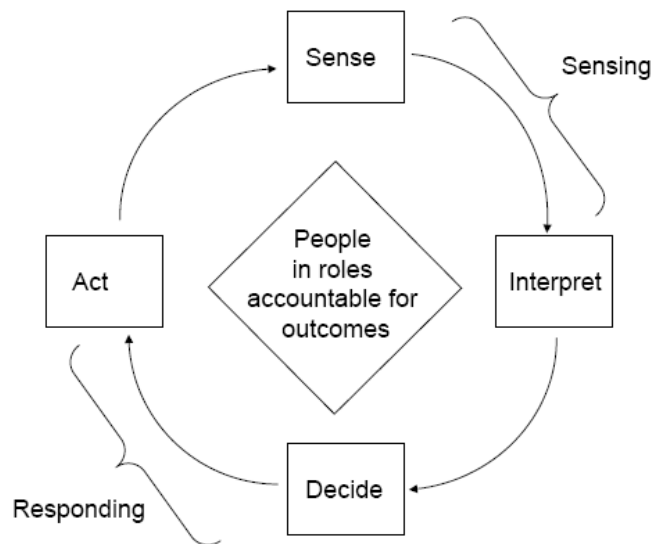 Sense
Sensing
People
in roles
accountable for
outcomes
Act
Interpret
Decide
Responding